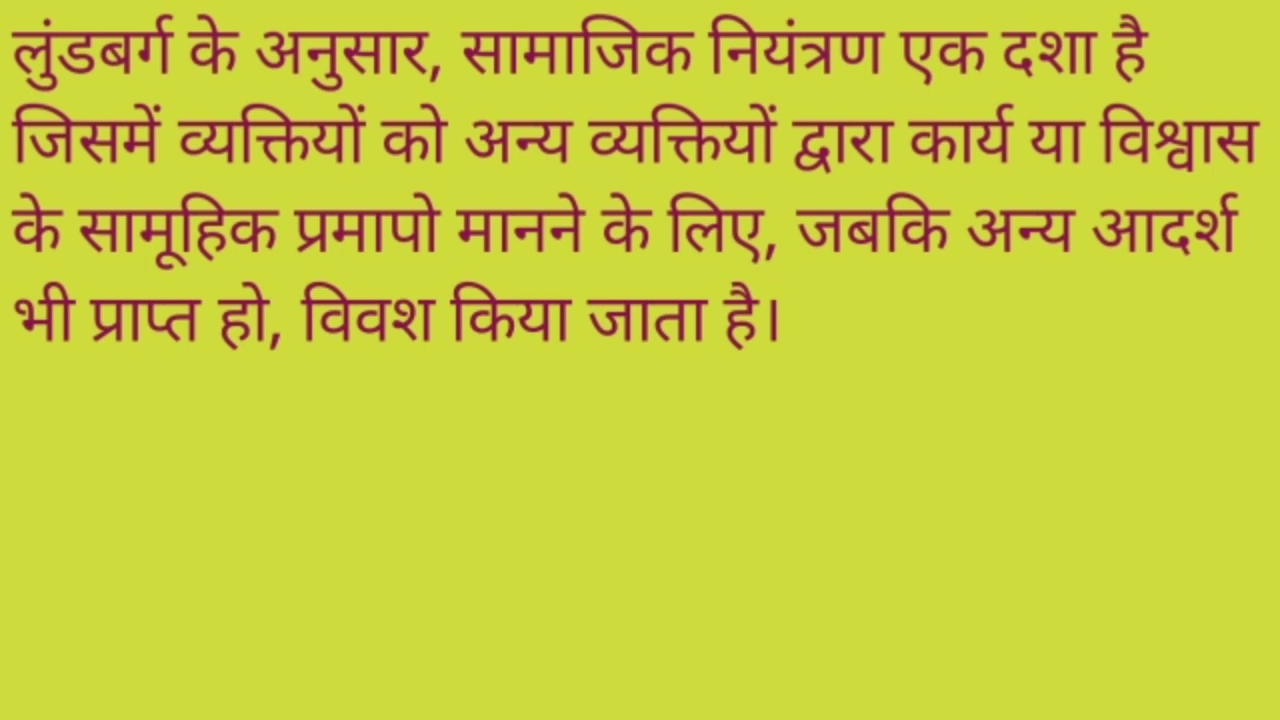 लुंडबर्ग के अनुसार, सामाजिक नियंत्रण एक दशा है
जिसमें व्यक्तियों को अन्य व्यक्तियों द्वारा कार्य या विश्वास
के सामूहिक प्रमापो मानने के लिए, जबकि अन्य आदर्श
भी प्राप्त हो, विवश किया जाता है।